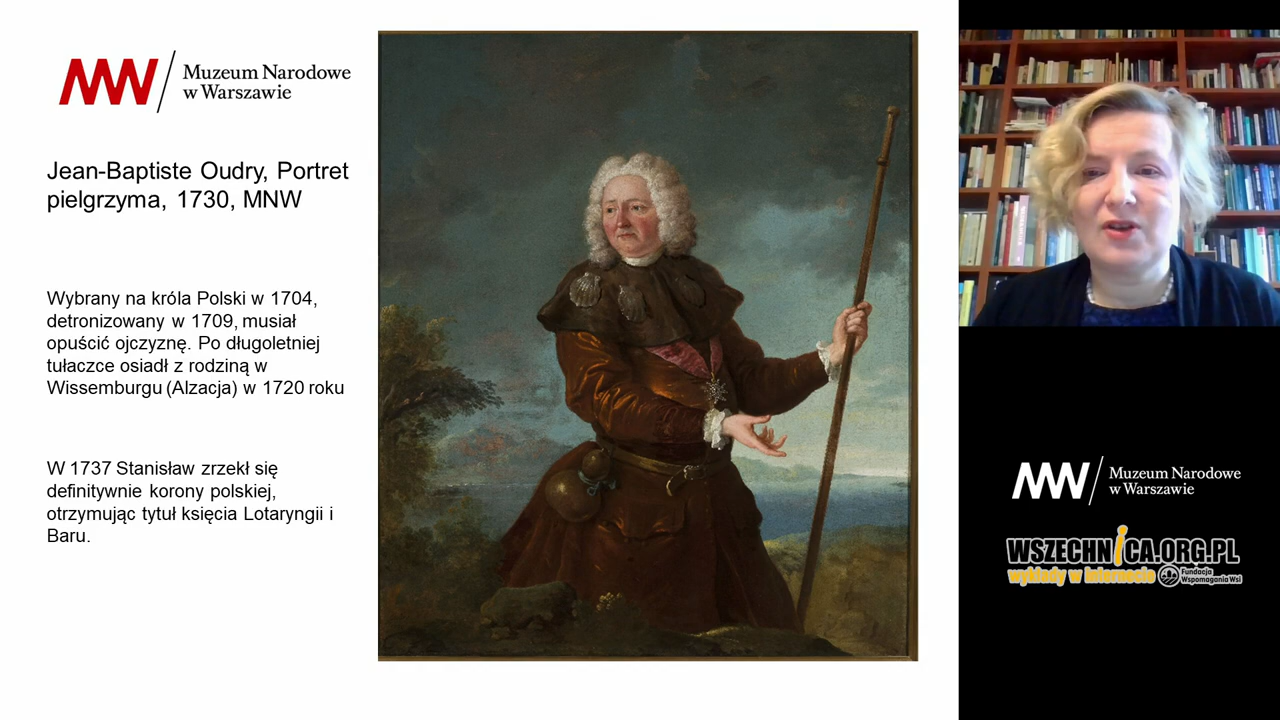 MW Muzeum Narodowe
w Warszawie
Jean-Baptiste Oudry, Portret
pielgrzyma, 1730, MNW
Wybrany na króla Polski w 1704,
detronizowany w 1709, musiał
opuścić ojczyznę. Po długoletniej
tułaczce osiadł z rodziną w
Wissemburgu (Alzacja) w 1720 roku
W 1737 Stanisław zrzekł się
definitywnie korony polskiej,
otrzymując tytuł księcia Lotaryngii i
Baru.
MW Muzeum Narodowe
w Warszawie
WSZECHNiCA.ORG.PL
wykłady w internecie
Fundacja
Wspomagania Wsi